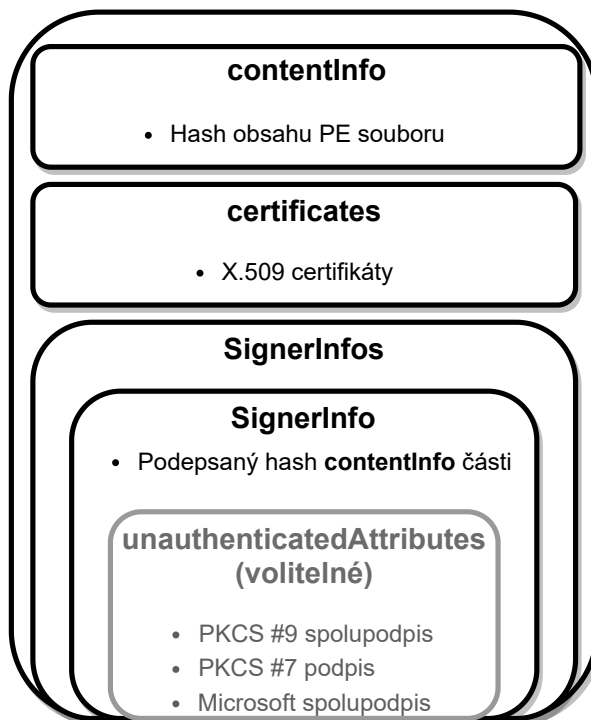 contentInfo
• Hash obsahu PE souboru
certificates
• X.509 certifikáty
SignerInfos
SignerInfo
• Podepsaný hash contentInfo části
unauthenticatedAttributes
(volitelné)
• PKCS #9 spolupodpis
• PKCS #7 podpis
• Microsoft spolupodpis